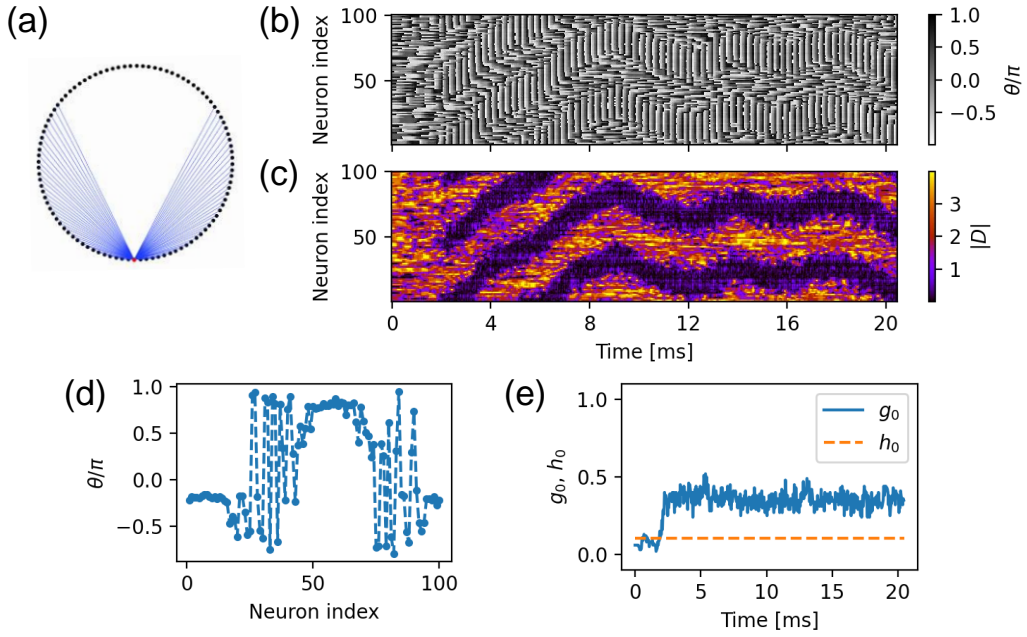 (a)
(b)
Neuron index
100
50
1.0
0.5
0.0
−0.5
θ/π
(c)
Neuron index
100
50
0 4 8 12 16 20
Time [ms]
3
2
1
|D|
(d)
θ/π
1.0
0.5
0.0
−0.5
0 50 100
Neuron index
(e)
g₀, h₀
1.0
0.5
0.0
g₀
h₀
0 5 10 15 20
Time [ms]